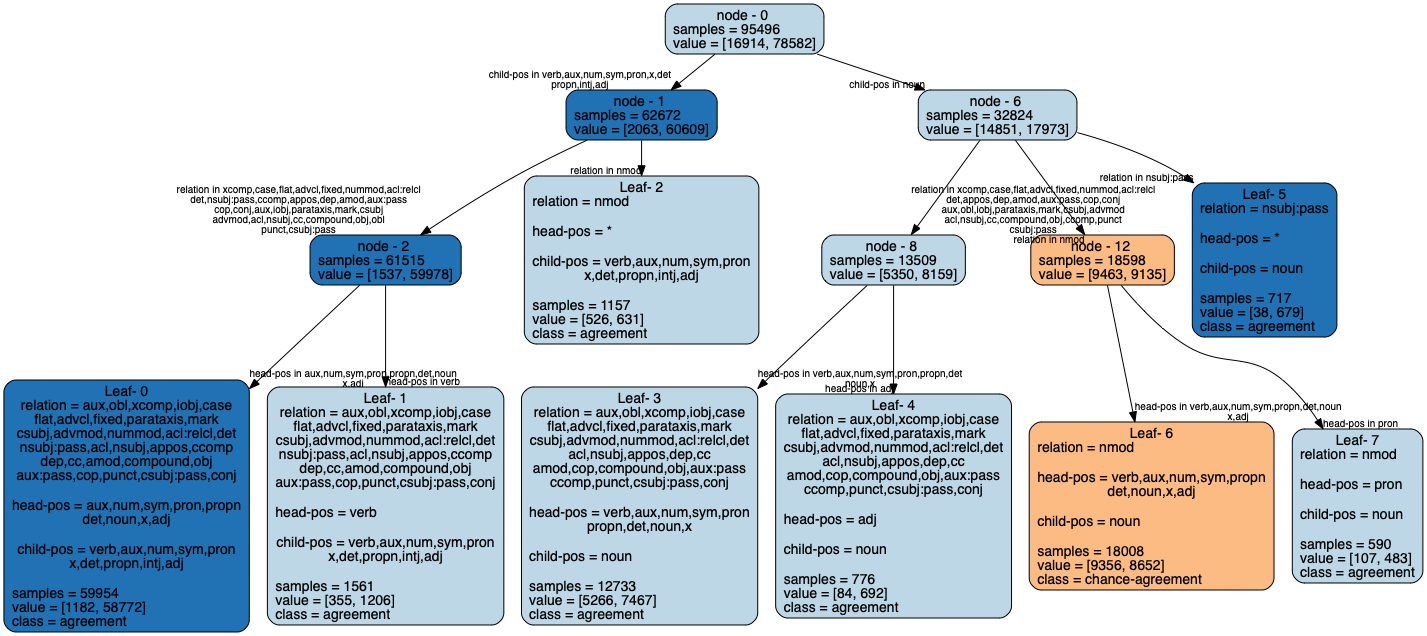 node - 0
samples = 95496
value = [16914, 78582]
child-pos in verb,aux,num,sym,pron,x,det
propn,intj,adj
child-pos in noun
node - 1
samples = 62672
value = [2063, 60609]
node - 6
samples = 32824
value = [14851, 17973]
relation in xcomp,case,flat,advcl,fixed,nummod,acl:relcl
det,nsubj:pass,ccomp,appos,dep,amod,aux:pass
cop,conj,aux,iobj,parataxis,mark,csubj
advmod,acl,nsubj,cc,compound,obj,obl
punct,csubj:pass
relation in nmod
relation in xcomp,case,flat,advcl,fixed,nummod,acl:relcl
det,appos,dep,amod,aux:pass,cop,conj
aux,obl,iobj,parataxis,mark,csubj,advmod
acl,nsubj,cc,compound,obj,ccomp,punct
csubj:pass
relation in nmod
relation in nsubj:pass
node - 2
samples = 61515
value = [1537, 59978]
Leaf- 2
relation = nmod
head-pos = *
child-pos = verb,aux,num,sym,pron
x,det,propn,intj,adj
samples = 1157
value = [526, 631]
class = agreement
node - 8
samples = 13509
value = [5350, 8159]
node - 12
samples = 18598
value = [9463, 9135]
Leaf- 5
relation = nsubj:pass
head-pos = *
child-pos = noun
samples = 717
value = [38, 679]
class = agreement
head-pos in aux,num,sym,pron,propn,det,noun
x,adj
head-pos in verb
head-pos in verb,aux,num,sym,pron,propn,det
noun,x
head-pos in adj
head-pos in verb,aux,num,sym,propn,det,noun
x,adj
head-pos in pron
Leaf- 0
relation = aux,obl,xcomp,iobj,case
flat,advcl,fixed,parataxis,mark
csubj,advmod,nummod,acl:relcl,det
nsubj:pass,acl,nsubj,appos,ccomp
dep,cc,amod,compound,obj
aux:pass,cop,punct,csubj:pass,conj
head-pos = aux,num,sym,pron,propn
det,noun,x,adj
child-pos = verb,aux,num,sym,pron
x,det,propn,intj,adj
samples = 59954
value = [1182, 58772]
class = agreement
Leaf- 1
relation = aux,obl,xcomp,iobj,case
flat,advcl,fixed,parataxis,mark
csubj,advmod,nummod,acl:relcl,det
nsubj:pass,acl,nsubj,appos,ccomp
dep,cc,amod,compound,obj
aux:pass,cop,punct,csubj:pass,conj
head-pos = verb
child-pos = verb,aux,num,sym,pron
x,det,propn,intj,adj
samples = 1561
value = [355, 1206]
class = agreement
Leaf- 3
relation = aux,obl,xcomp,iobj,case
flat,advcl,fixed,parataxis,mark
csubj,advmod,nummod,acl:relcl,det
acl,nsubj,appos,dep,cc
amod,cop,compound,obj,aux:pass
ccomp,punct,csubj:pass,conj
head-pos = verb,aux,num,sym,pron
propn,det,noun,x
child-pos = noun
samples = 12733
value = [5266, 7467]
class = agreement
Leaf- 4
relation = aux,obl,xcomp,iobj,case
flat,advcl,fixed,parataxis,mark
csubj,advmod,nummod,acl:relcl,det
acl,nsubj,appos,dep,cc
amod,cop,compound,obj,aux:pass
ccomp,punct,csubj:pass,conj
head-pos = adj
child-pos = noun
samples = 776
value = [84, 692]
class = agreement
Leaf- 6
relation = nmod
head-pos = verb,aux,num,sym,propn
det,noun,x,adj
child-pos = noun
samples = 18008
value = [9356, 8652]
class = chance-agreement
Leaf- 7
relation = nmod
head-pos = pron
child-pos = noun
samples = 590
value = [107, 483]
class = agreement